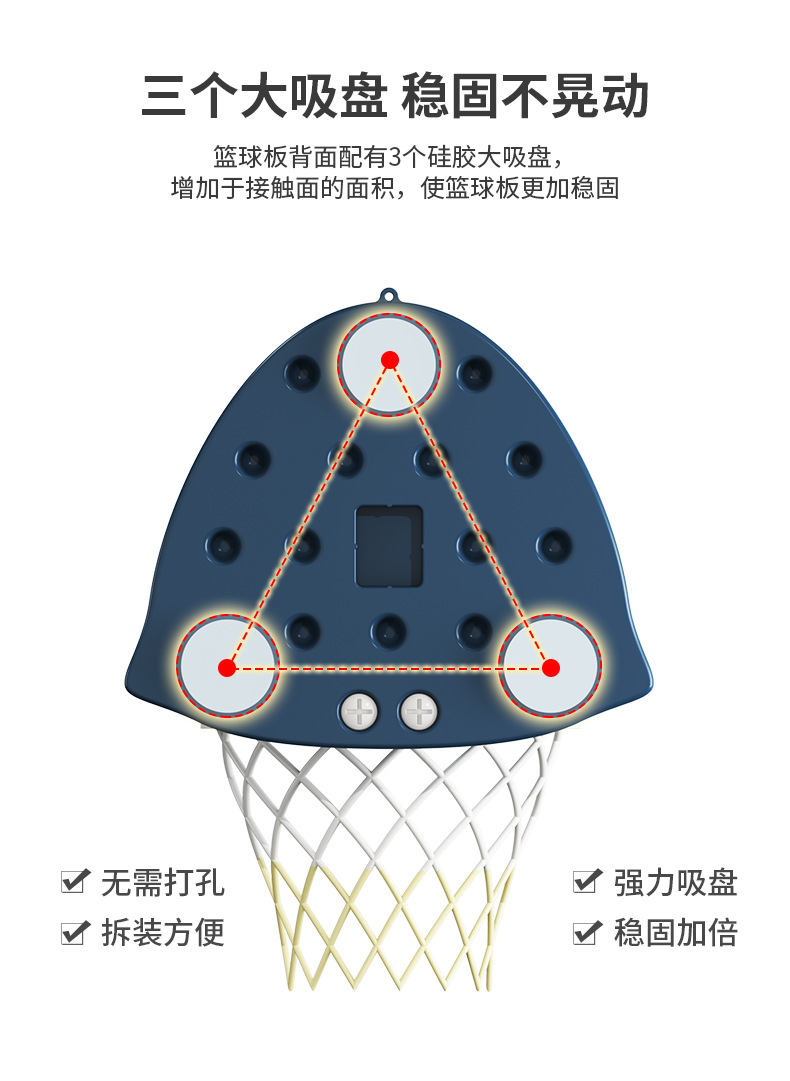 三个大吸盘 稳固不晃动
篮球板背面配有3个硅胶大吸盘，
增加于接触面的面积，使篮球板更加稳固
无需打孔
强力吸盘
拆装方便
稳固加倍